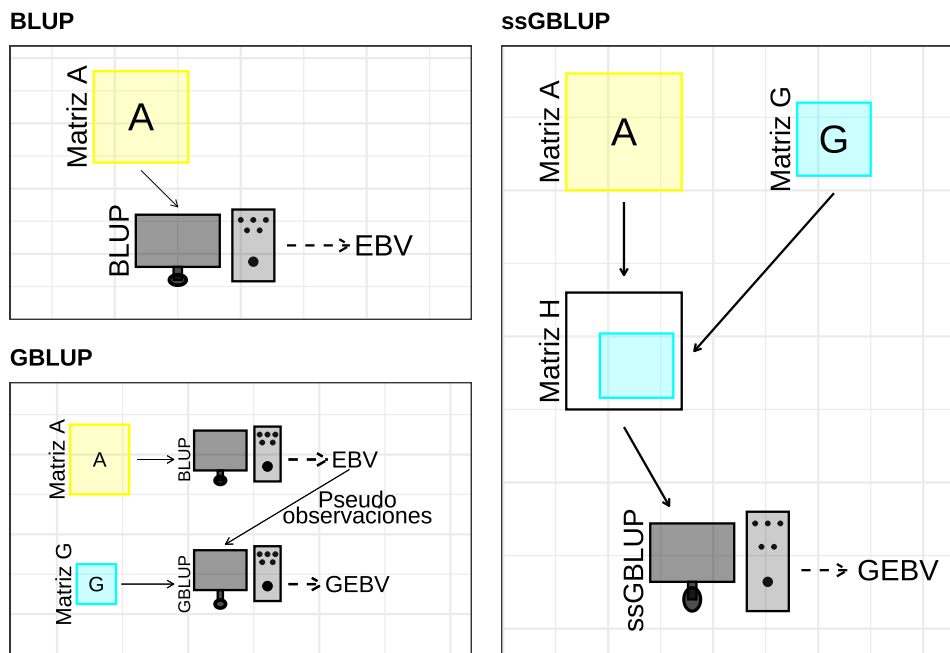 BLUP
Matriz A
A
BLUP
EBV
GBLUP
Matriz A
A
BLUP
EBV
Pseudo
observaciones
Matriz G
G
GBLUP
GEBV
ssGBLUP
Matriz A
A
Matriz G
G
Matriz H
ssGBLUP
GEBV